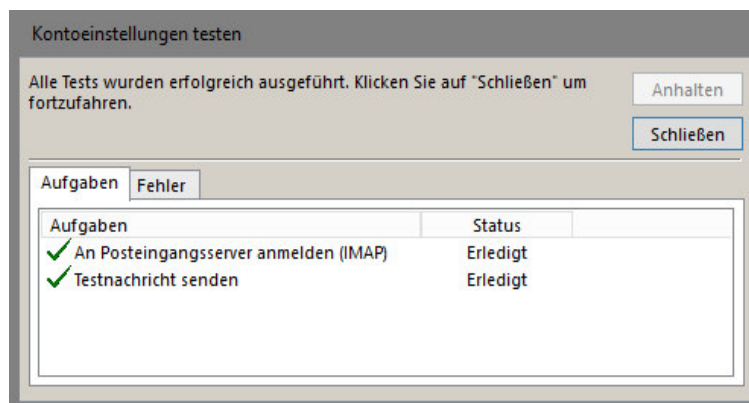 Kontoeinstellungen testen
Alle Tests wurden erfolgreich ausgeführt. Klicken Sie auf "Schließen" um
fortzufahren.
Anhalten
Schließen
Aufgaben Fehler
Aufgaben Status
An Posteingangsserver anmelden (IMAP) Erledigt
Testnachricht senden Erledigt